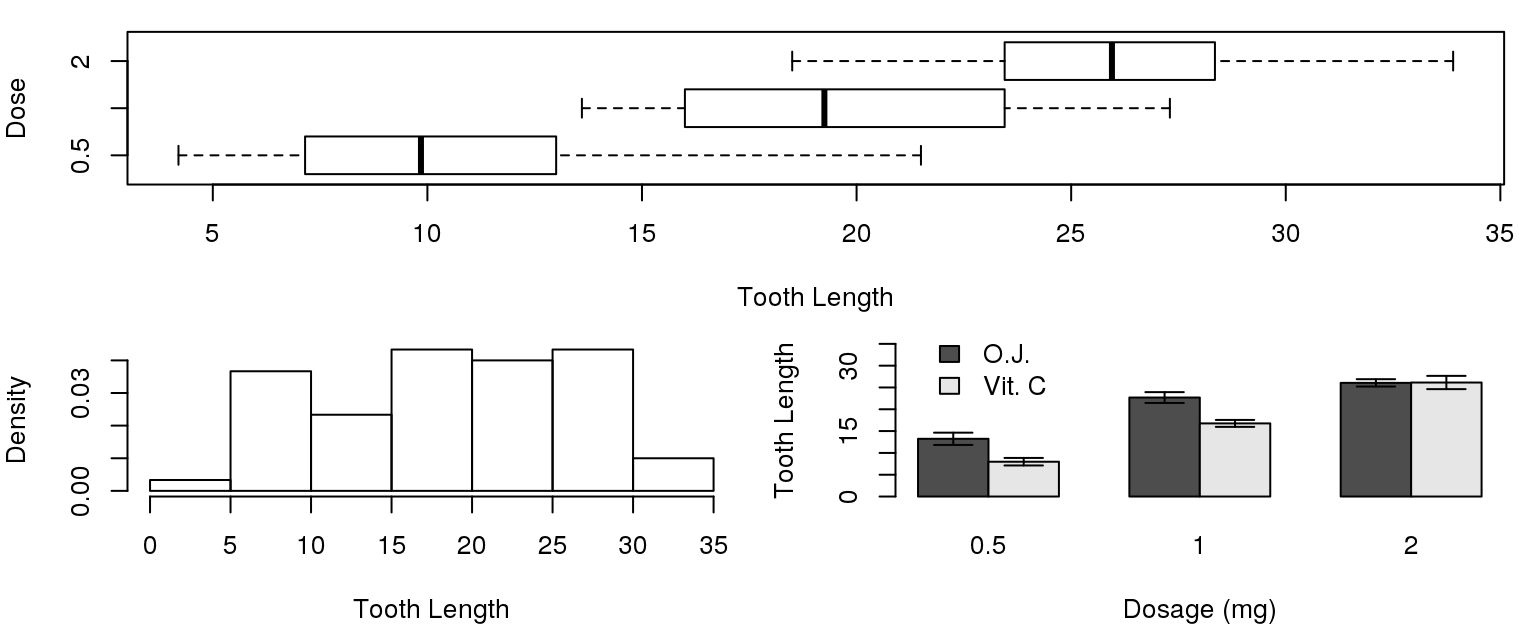 Dose
2
0.5
5 10 15 20 25 30 35
Tooth Length
Density
0.03
0.00
0 5 10 15 20 25 30 35
Tooth Length
Tooth Length
30
15
0
O.J.
Vit. C
0.5 1 2
Dosage (mg)